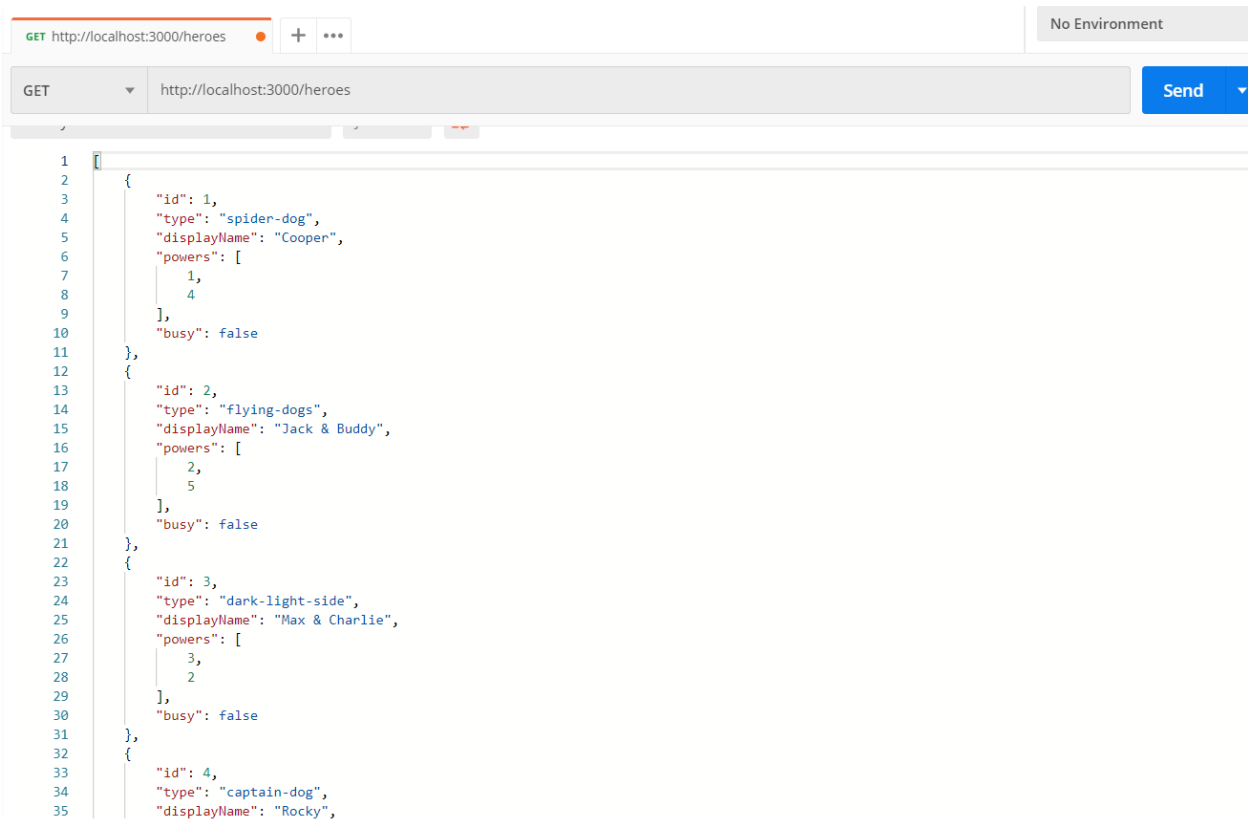 GET http://localhost:3000/heroes + •••
No Environment
GET http://localhost:3000/heroes Send
1 [
2 {
3 "id": 1,
4 "type": "spider-dog",
5 "displayName": "Cooper",
6 "powers": [
7 1,
8 4
9 ],
10 "busy": false
11 },
12 {
13 "id": 2,
14 "type": "flying-dogs",
15 "displayName": "Jack & Buddy",
16 "powers": [
17 2,
18 5
19 ],
20 "busy": false
21 },
22 {
23 "id": 3,
24 "type": "dark-light-side",
25 "displayName": "Max & Charlie",
26 "powers": [
27 3,
28 2
29 ],
30 "busy": false
31 },
32 {
33 "id": 4,
34 "type": "captain-dog",
35 "displayName": "Rocky",